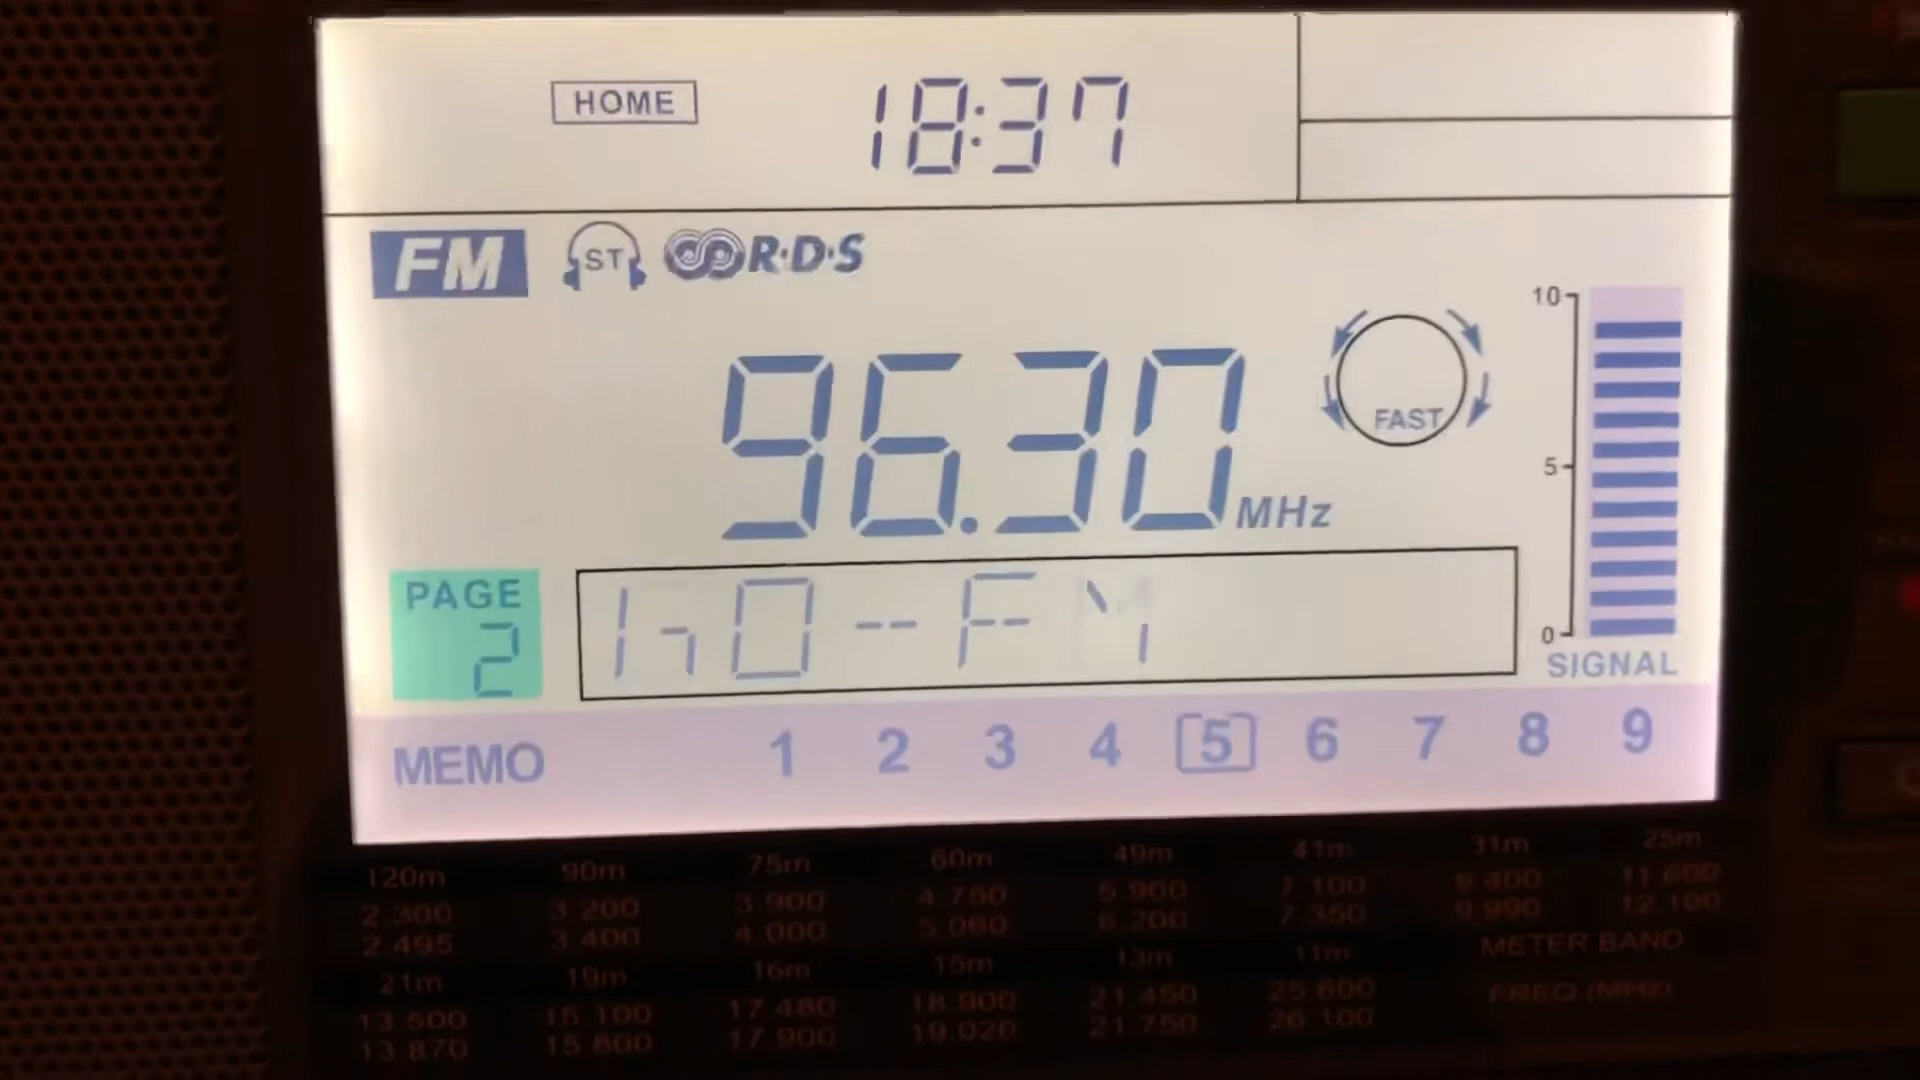 HOME 18:37
FM ST R·D·S
10
96.30 MHz
FAST
5
PAGE
2
0
SIGNAL
MEMO 1 2 3 4 5 6 7 8 9
120m 90m 75m 60m 49m 41m 31m 25m
2.300 3.200 3.900 4.750 5.900 7.100 9.400 11.600
2.495 3.400 4.000 5.060 6.200 7.350 9.990 12.100
METER BAND
21m 19m 16m 15m 13m 11m
FREQ (MHz)
13.500 15.100 17.480 18.900 21.450 25.600
13.870 15.800 17.900 19.020 21.750 26.100